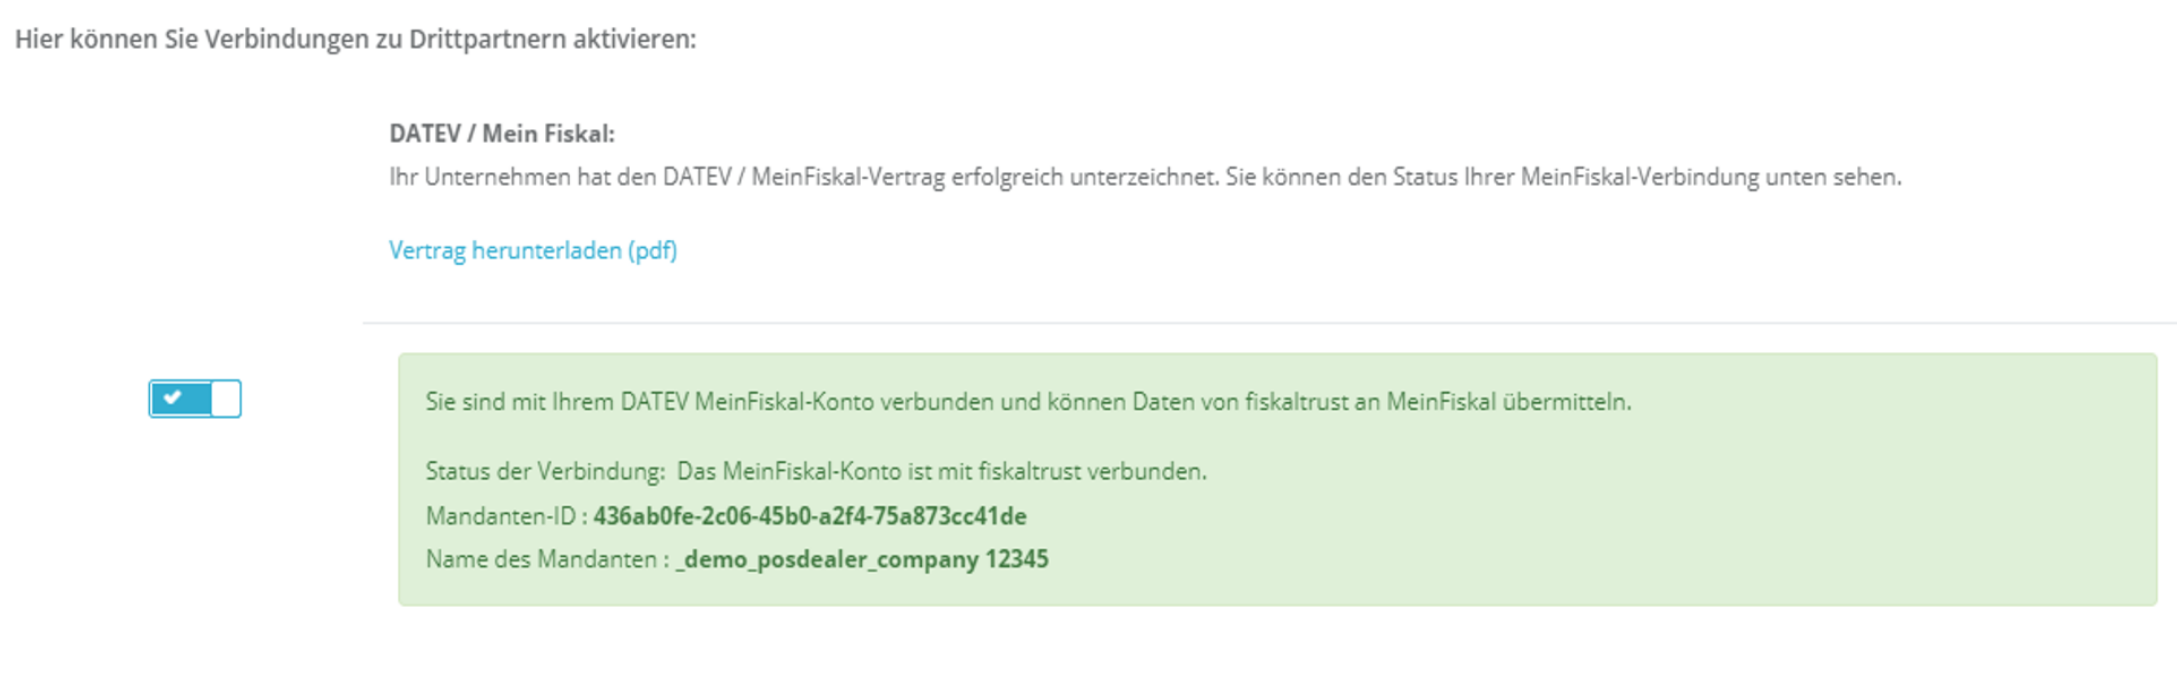 Hier können Sie Verbindungen zu Drittpartnern aktivieren:
DATEV / Mein Fiskal:
Ihr Unternehmen hat den DATEV / MeinFiskal-Vertrag erfolgreich unterzeichnet. Sie können den Status Ihrer MeinFiskal-Verbindung unten sehen.
Vertrag herunterladen (pdf)
Sie sind mit Ihrem DATEV MeinFiskal-Konto verbunden und können Daten von fiskaltrust an MeinFiskal übermitteln.
Status der Verbindung: Das MeinFiskal-Konto ist mit fiskaltrust verbunden.
Mandanten-ID : 436ab0fe-2c06-45b0-a2f4-75a873cc41de
Name des Mandanten : _demo_posdealer_company 12345